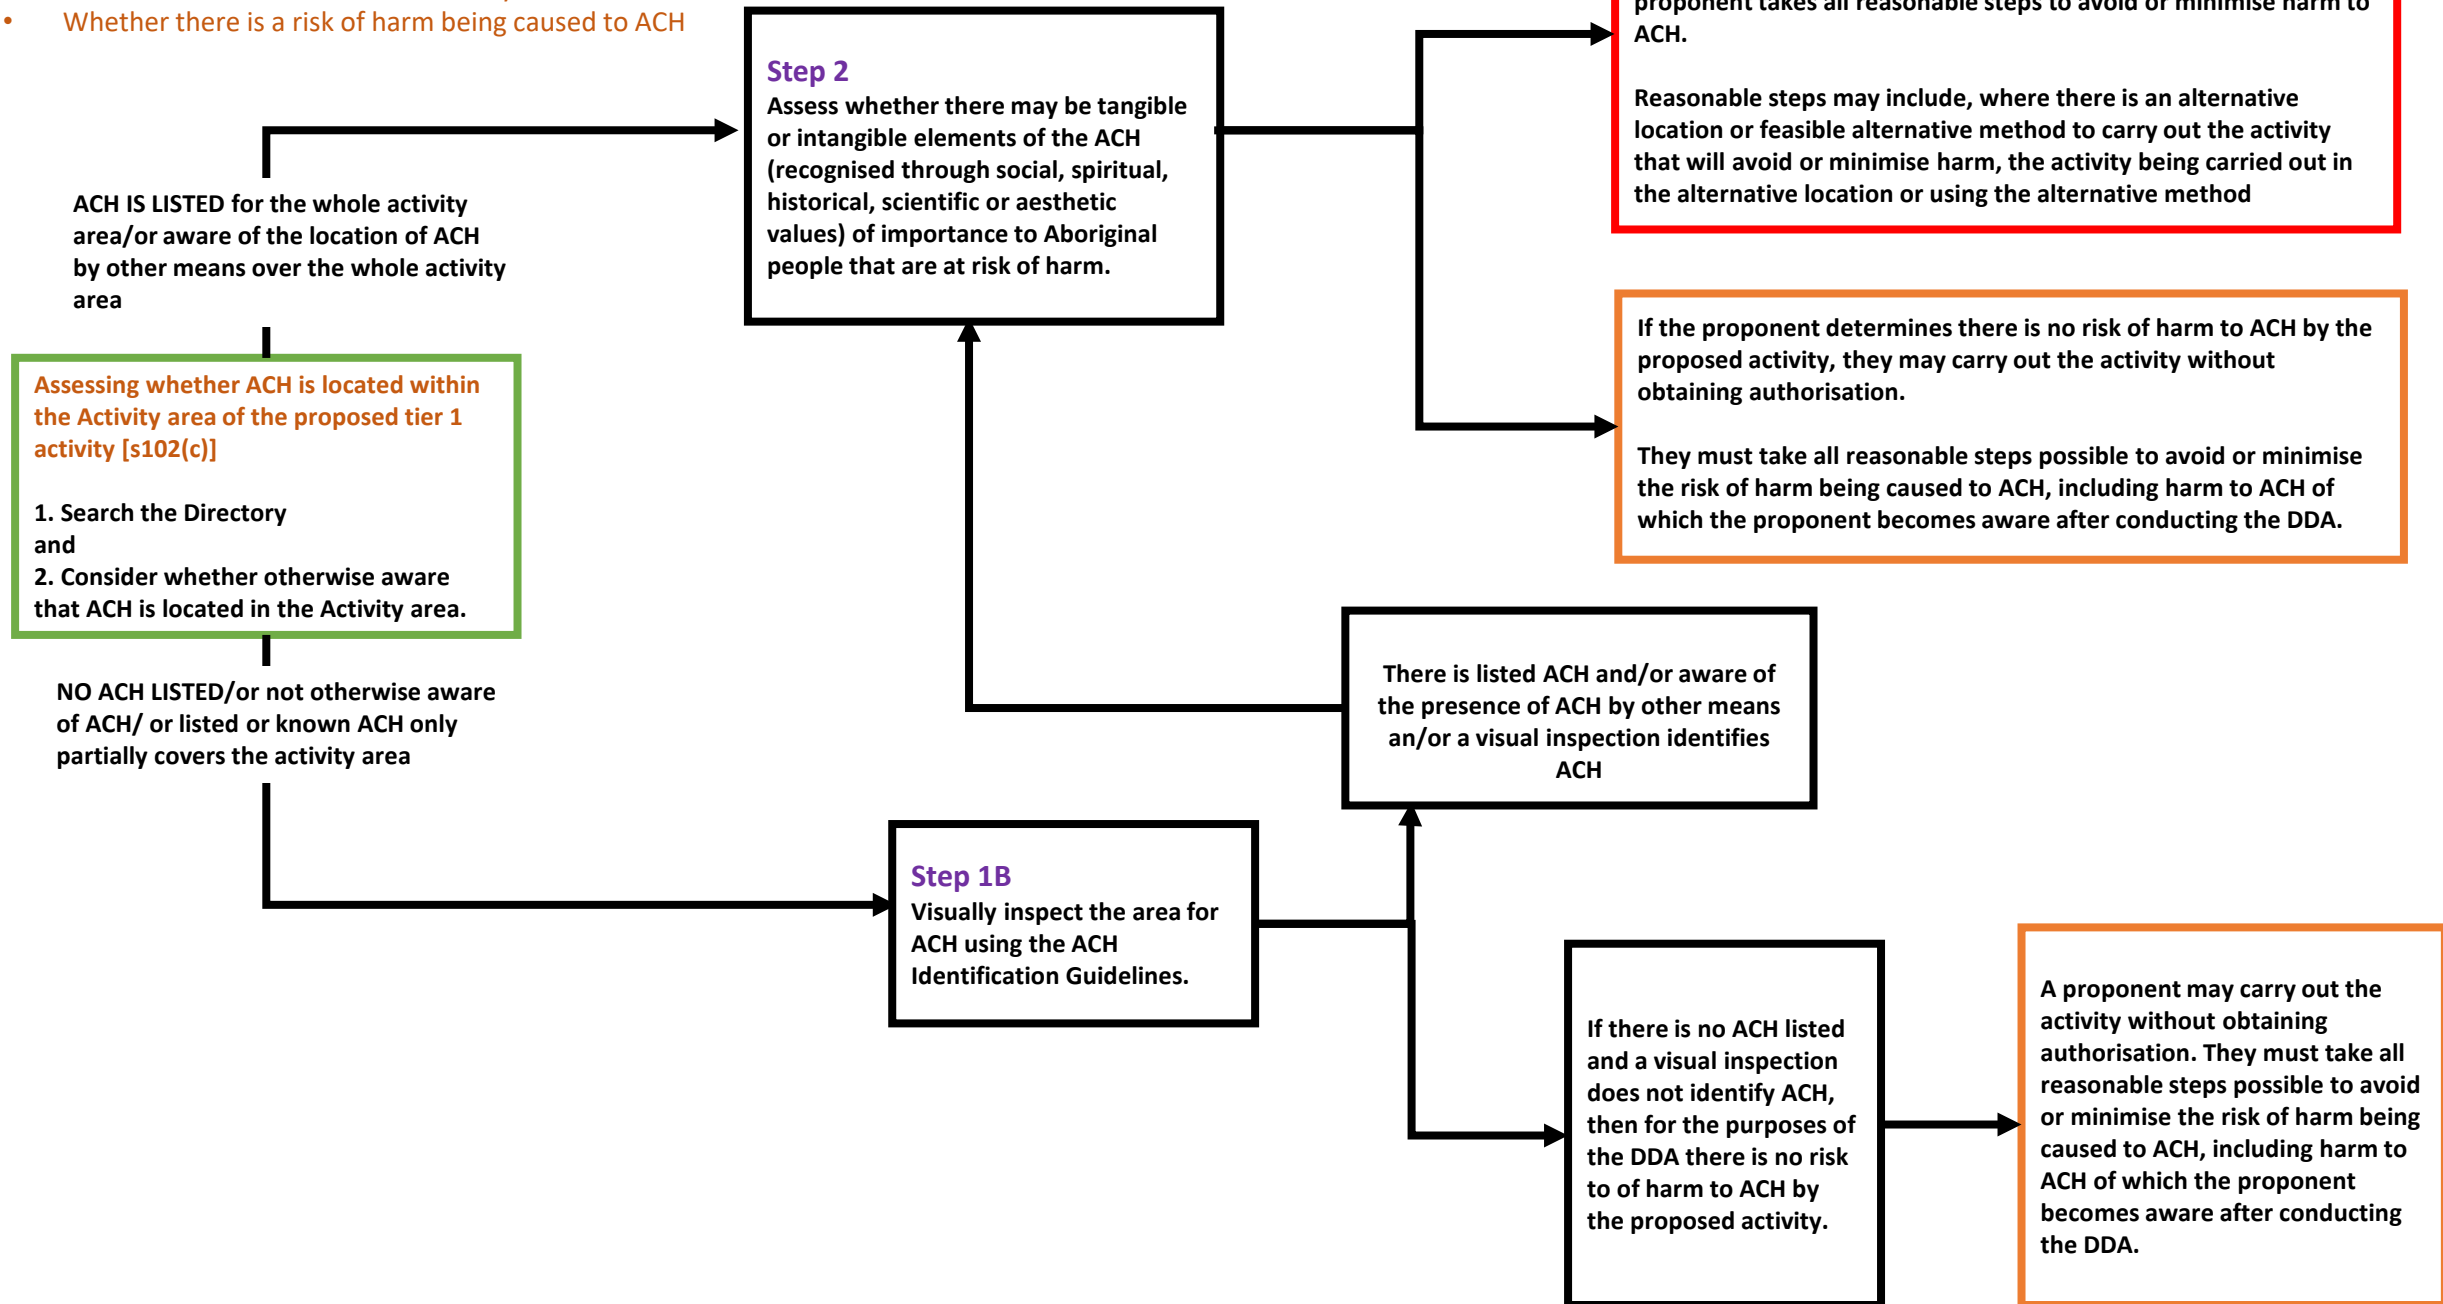 • Whether there is a risk of harm being caused to ACH
ACH IS LISTED for the whole activity
area/or aware of the location of ACH
by other means over the whole activity
area
Assessing whether ACH is located within
the Activity area of the proposed tier 1
activity [s102(c)]
1. Search the Directory
and
2. Consider whether otherwise aware
that ACH is located in the Activity area.
NO ACH LISTED/or not otherwise aware
of ACH/ or listed or known ACH only
partially covers the activity area
Step 2
Assess whether there may be tangible
or intangible elements of the ACH
(recognised through social, spiritual,
historical, scientific or aesthetic
values) of importance to Aboriginal
people that are at risk of harm.
proponent takes all reasonable steps to avoid or minimise harm to
ACH.
Reasonable steps may include, where there is an alternative
location or feasible alternative method to carry out the activity
that will avoid or minimise harm, the activity being carried out in
the alternative location or using the alternative method
If the proponent determines there is no risk of harm to ACH by the
proposed activity, they may carry out the activity without
obtaining authorisation.
They must take all reasonable steps possible to avoid or minimise
the risk of harm being caused to ACH, including harm to ACH of
which the proponent becomes aware after conducting the DDA.
There is listed ACH and/or aware of
the presence of ACH by other means
an/or a visual inspection identifies
ACH
Step 1B
Visually inspect the area for
ACH using the ACH
Identification Guidelines.
If there is no ACH listed
and a visual inspection
does not identify ACH,
then for the purposes of
the DDA there is no risk
to of harm to ACH by
the proposed activity.
A proponent may carry out the
activity without obtaining
authorisation. They must take all
reasonable steps possible to avoid
or minimise the risk of harm being
caused to ACH, including harm to
ACH of which the proponent
becomes aware after conducting
the DDA.